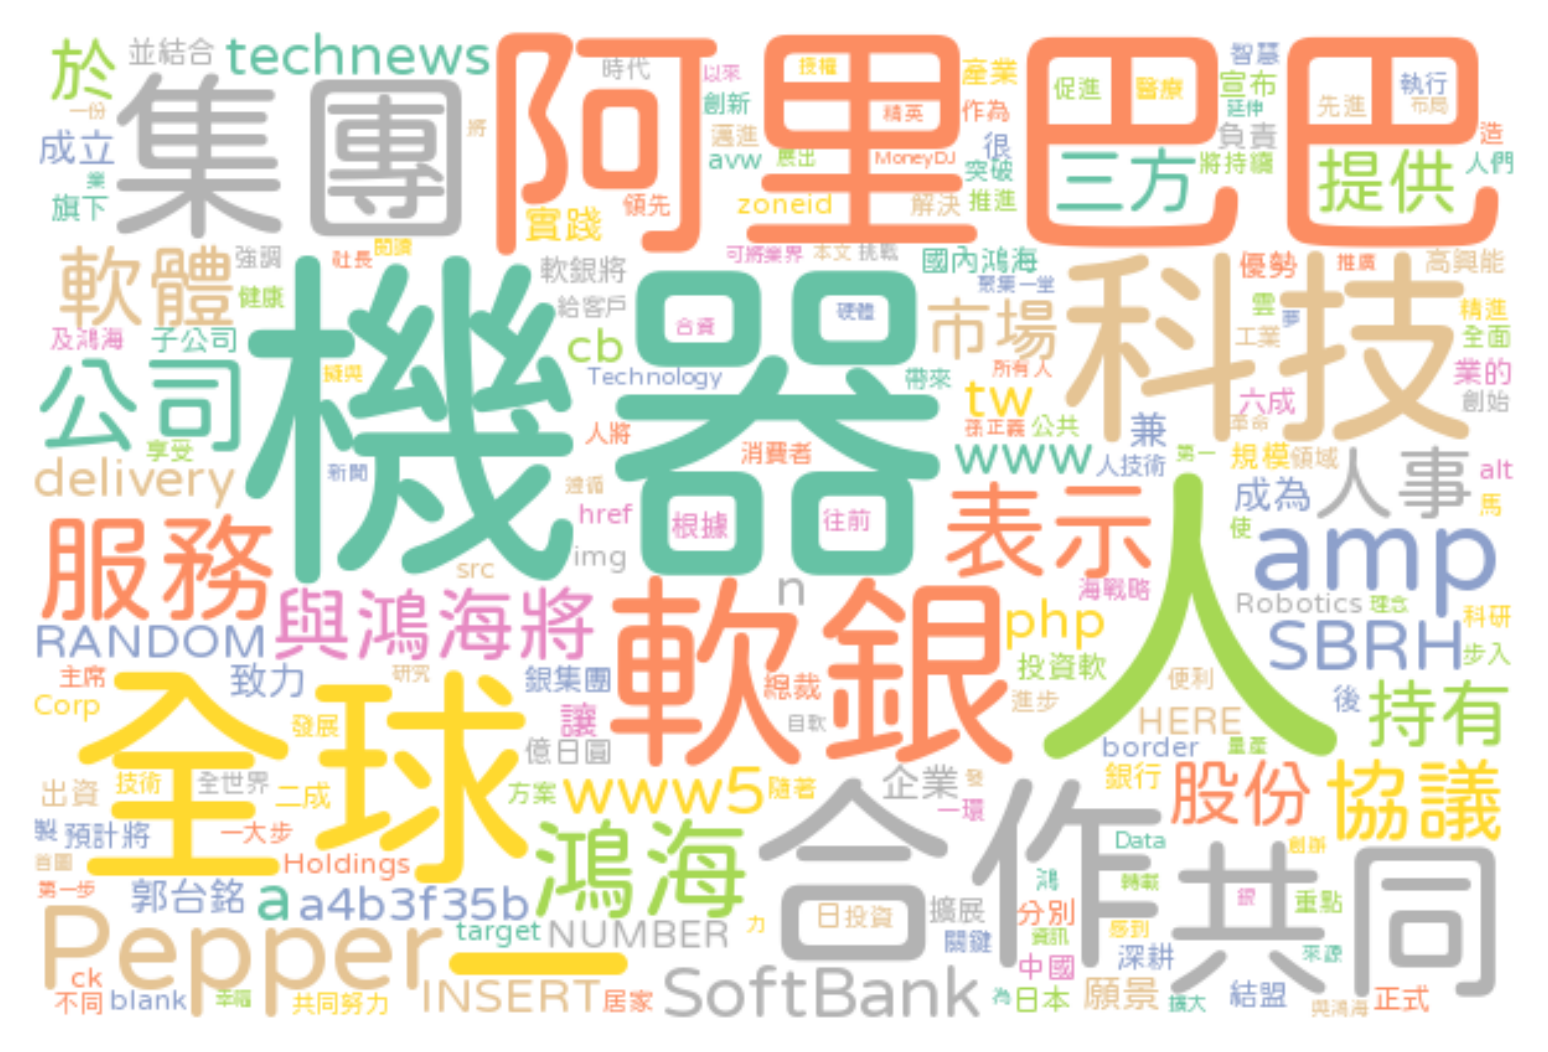 於
並結合
technews
阿里巴巴
時代
以來
授權
產業
促進
醫療
智慧
宣布
延伸
先進
執行
布局
一份
集團
將
創新
邁進
精英
作為
很
負責
造
成立
業
avw
展出
MoneyDJ
突破
三方
將持續
提供
人們
旗下
實踐
領先
zoneid
解決
推進
軟體
強調
社長
閱讀
軟銀將
可將業界
本文
挑戰
國內鴻海
聚集一堂
科技
優勢
推廣
高興能
健康
機器
給客戶
合資
硬體
市場
雲
夢
工業
精進
全面
及鴻海
子公司
cb
Technology
帶來
所有人
業的
公司
擬與
tw
六成
創始
享受
人將
孫正義
公共
兼
革命
delivery
新聞
消費者
www
人技術
第一
規模
領域
人事
alt
遵循
成為
馬
服務
href
根據
往前
表示
人
使
amp
src
img
n
海戰略
Robotics
理念
科研
RANDOM
與鴻海將
軟銀
php
SBRH
步入
主席
致力
研究
銀集團
總裁
投資軟
便利
後
持有
Corp
全球
發展
讓
目軟
進步
HERE
億日圓
border
量產
出資
技術
全世界
二成
方案
www5
隨著
企業
發
銀行
股份
協議
製
預計將
一大步
一環
首圖
Holdings
鴻海
合作
Data
創辦
共同
第一步
郭台銘
a
a4b3f35b
日
投資
擴展
鴻
轉載
銀
重點
分別
Pepper
target
NUMBER
力
關鍵
資訊
感到
一
中國
深耕
來源
ck
INSERT
SoftBank
不同
blank
幸福
共同努力
居家
為
日本
願景
擴大
結盟
與鴻海
正式